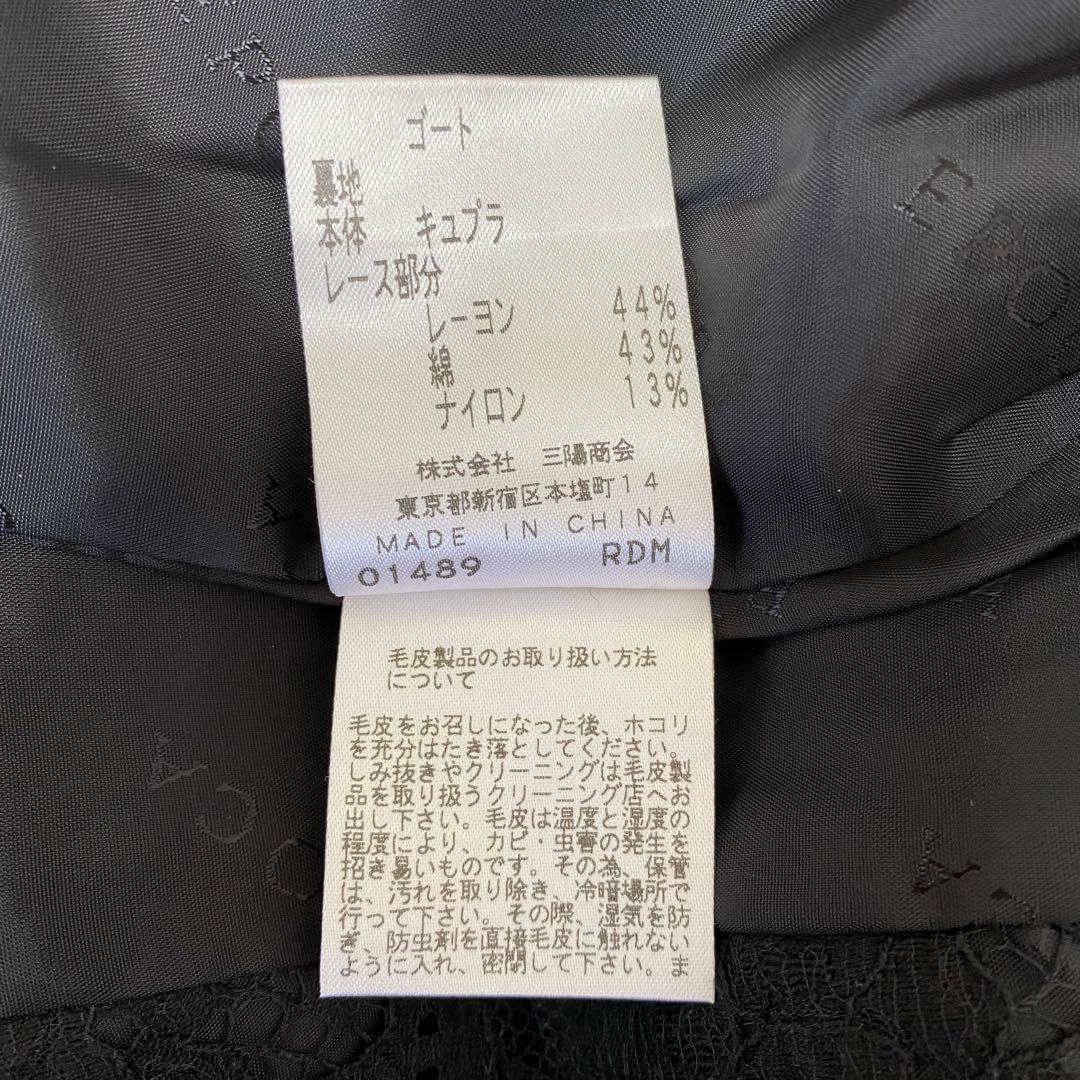 ゴート
裏地
本体 キュプラ
レース部分
レーヨン 44%
綿 43%
ナイロン 13%
株式会社 三陽商会
東京都新宿区本塩町14
MADE IN CHINA
01489 RDM
毛皮製品のお取り扱い方法
について
毛皮をお召しになった後、ホコリ
を充分はたき落としてください。
しみ抜きやクリーニングは毛皮製
品を取り扱うクリーニング店へお
出し下さい。毛皮は温度と湿度の
程度により、カビ・虫害の発生を
招き易いものです。その為、保管
は、汚れを取り除き、冷暗場所で
行って下さい。その際、湿気を防
ぎ、防虫剤を直接毛皮に触れない
ように入れ、密閉して下さい。ま